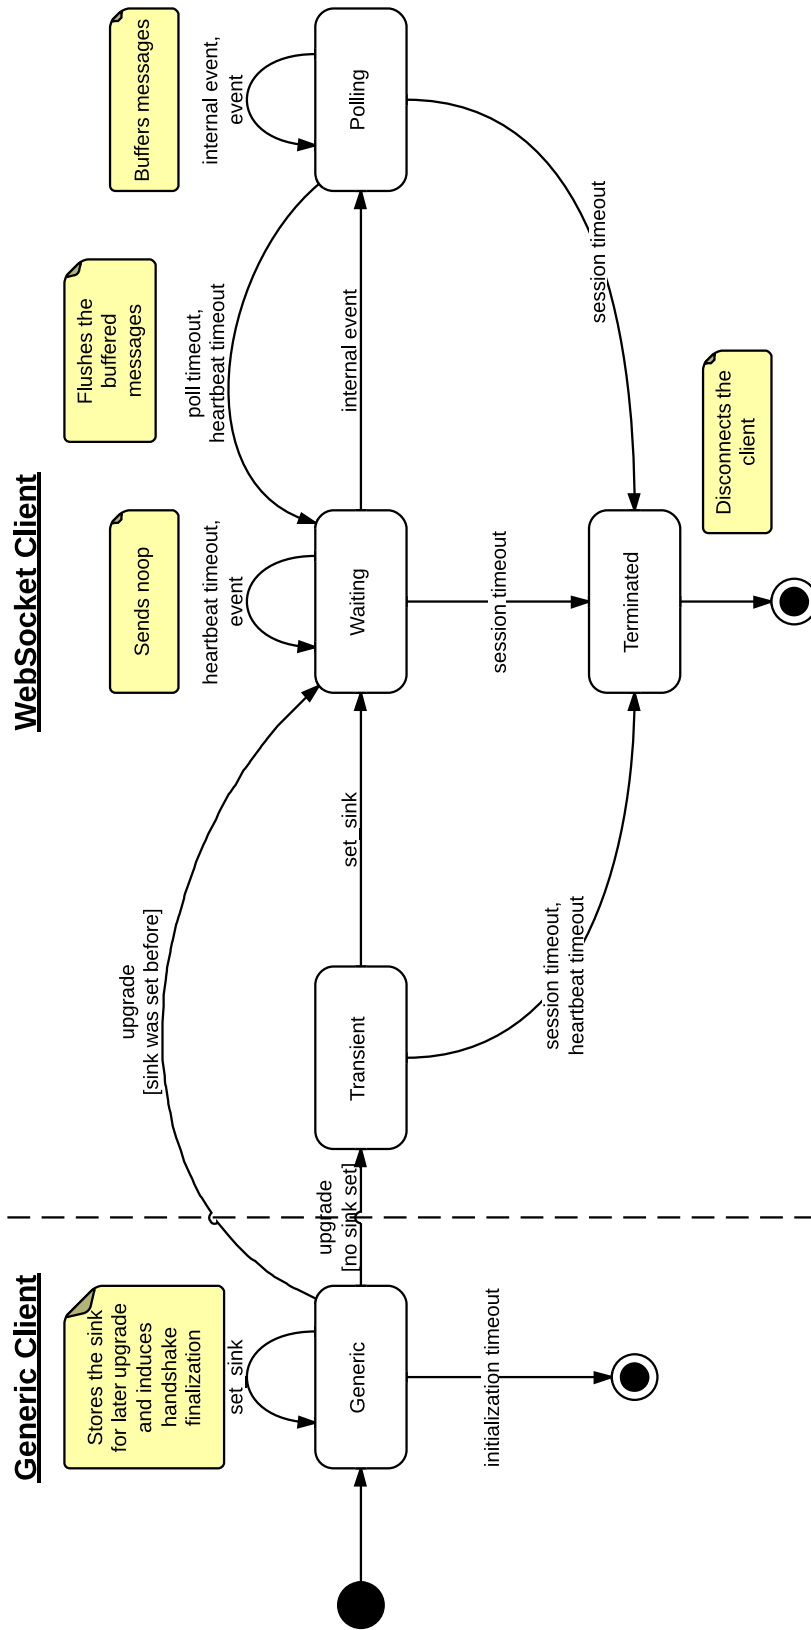 Generic Client
WebSocket Client
Stores the sink
for later upgrade
and induces
handshake
finalization
set_sink
Generic
initialization timeout
upgrade
[no sink set]
upgrade
[sink was set before]
Transient
session timeout,
heartbeat timeout
set_sink
Sends noop
heartbeat timeout,
event
Waiting
session timeout
Terminated
Disconnects the
client
Flushes the
buffered
messages
poll timeout,
heartbeat timeout
internal event
Buffers messages
internal event,
event
Polling
session timeout